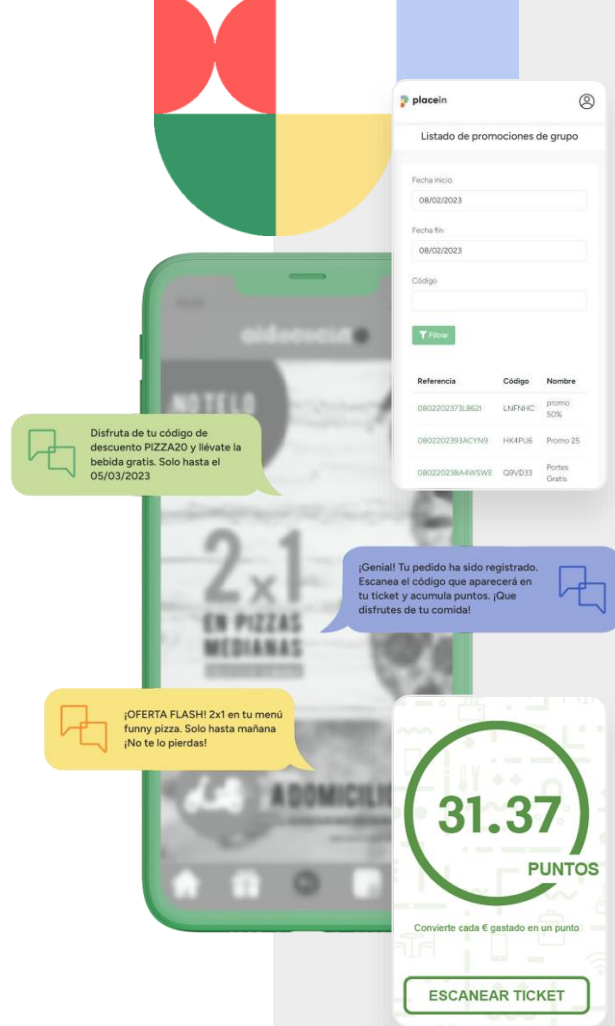 placein
Listado de promociones de grupo
Fecha inicio
08/02/2023
Fecha fin
08/02/2023
Código
Filtrar
Referencia Código Nombre
0802202373L862I LNFNHC promo
50%
0802202393ACYN9 HK4PU6 Promo 25
080220238A4WSWE Q9VD33 Portes
Gratis
NO TELO
Disfruta de tu código de
descuento PIZZA20 y llévate la
bebida gratis. Solo hasta el
05/03/2023
2x1
EN PIZZAS
MEDIANAS
¡Genial! Tu pedido ha sido registrado.
Escanea el código que aparecerá en
tu ticket y acumula puntos. ¡Que
disfrutes de tu comida!
¡OFERTA FLASH! 2x1 en tu menú
funny pizza. Solo hasta mañana
¡No te lo pierdas!
ADOMICILIO
31.37
PUNTOS
Convierte cada € gastado en un punto
ESCANEAR TICKET